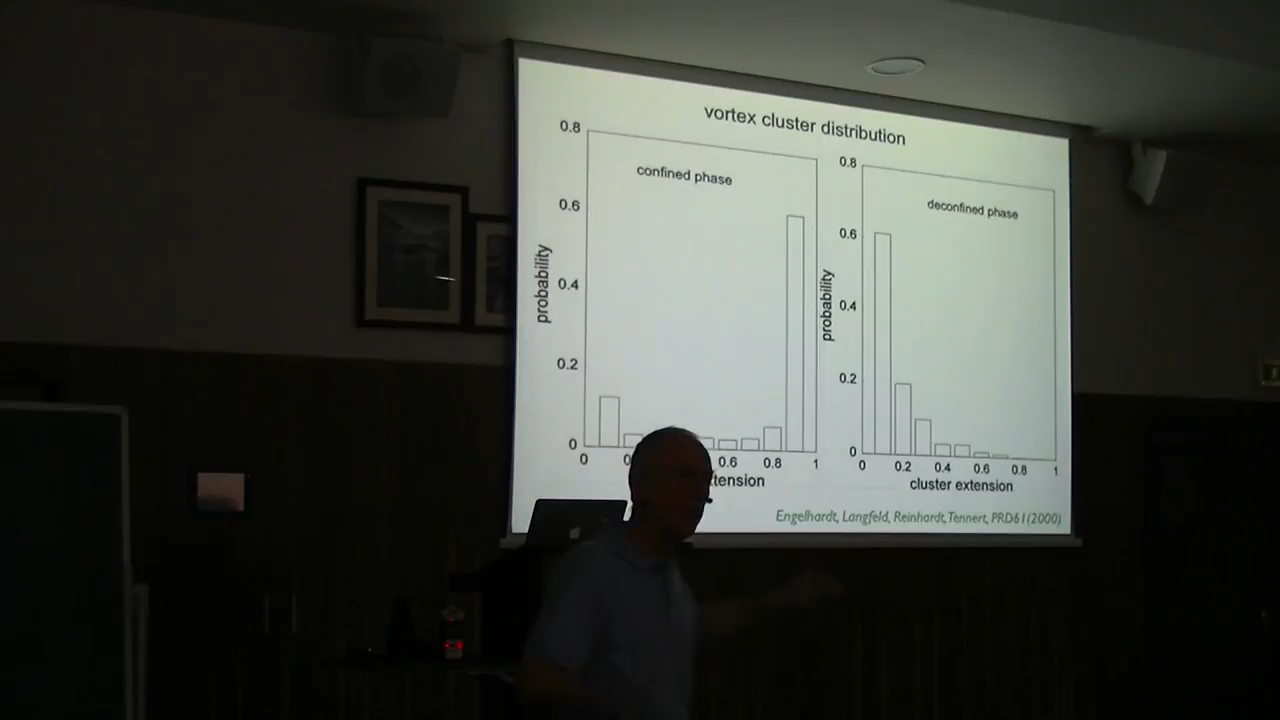 vortex cluster distribution
0.8
confined phase
0.6
0.4
0.2
0
probability
0 0.6 0.8 1
0.8
deconfined phase
0.6
0.4
0.2
0
probability
0 0.2 0.4 0.6 0.8 1
cluster extension
Engelhardt, Langfeld, Reinhardt, Tennert, PRD61(2000)